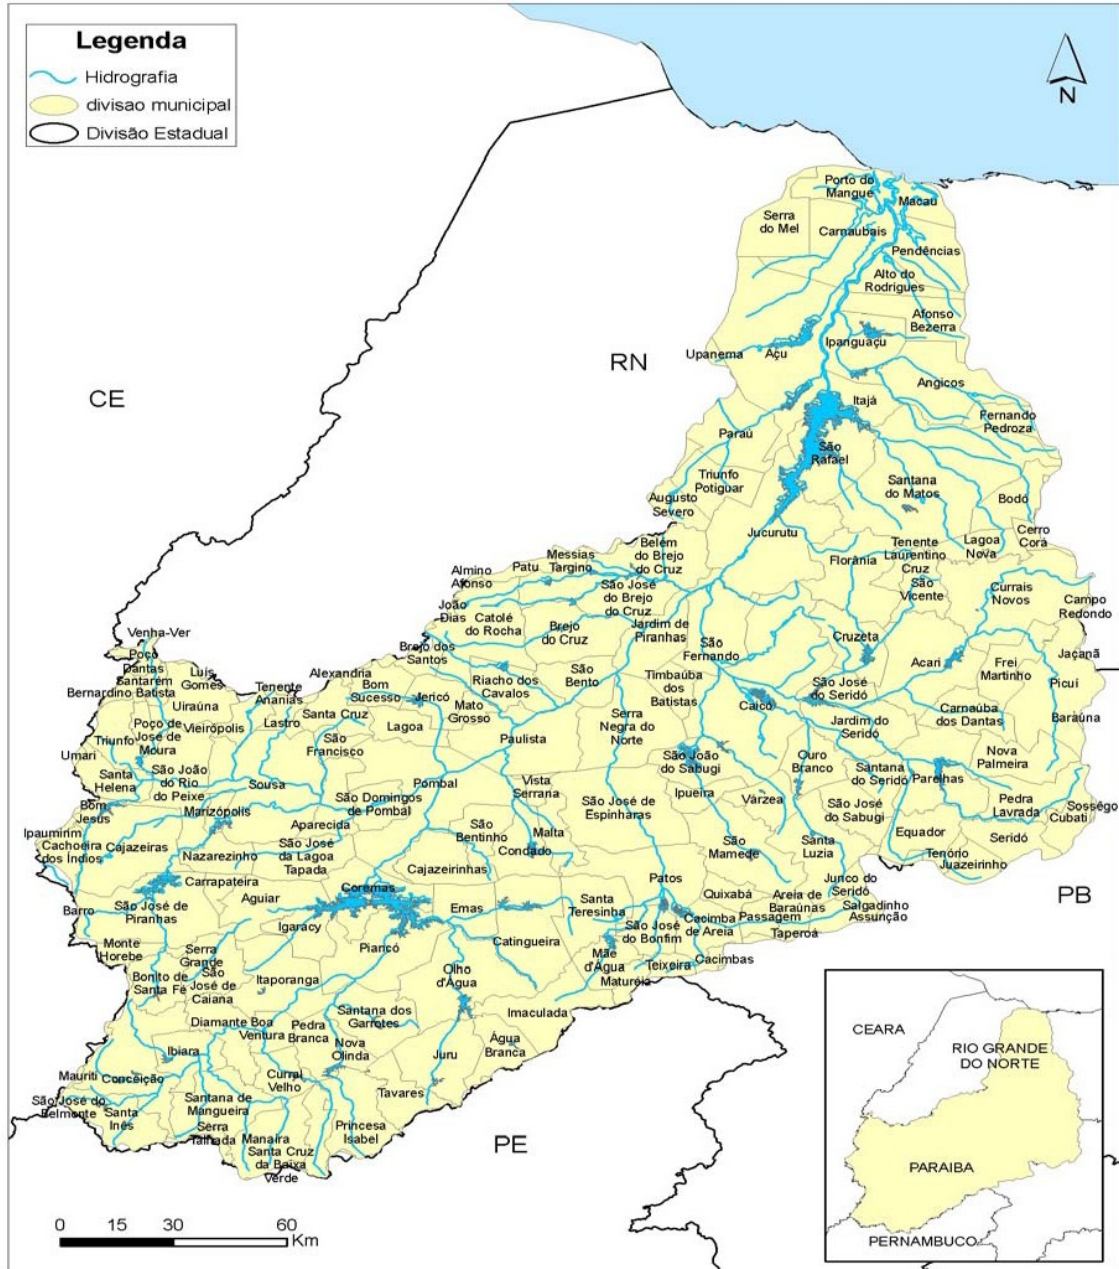 Legenda
Hidrografia
divisao municipal
Divisão Estadual
N
CE
RN
PB
PE
Porto do
Mangue
Macau
Serra
do Mel
Carnaubais
Pendências
Alto do
Rodrigues
Afonso
Bezerra
Ipanguaçu
Upanema
Açu
Angicos
Itajá
Fernando
Pedroza
Paraú
São
Rafael
Triunfo
Potiguar
Santana
do Matos
Augusto
Severo
Bodó
Jucurutu
Cerro
Corá
Lagoa
Nova
Tenente
Laurentino
Cruz
Florânia
Belém
do Brejo
do Cruz
Messias
Targino
Patu
Almino
Afonso
São José
do Brejo
do Cruz
São
Vicente
Currais
Novos
Campo
Redondo
João
Dias
Catolé
do Rocha
Brejo
do Cruz
Jardim de
Piranhas
Venha-Ver
Brejo dos
Santos
São
Fernando
Cruzeta
Acari
Frei
Martinho
Jaçanã
Poço
Dantas
Santarém
Bernardino Batista
Luís
Gomes
Uiraúna
Tenente
Ananias
Alexandria
Bom
Sucesso
Jericó
Riacho dos
Cavalos
São
Bento
Timbaúba
dos
Batistas
Caicó
São José
do Seridó
Picuí
Mato
Grosso
Carnaúba
dos Dantas
Baraúna
Poço de
José de
Moura
Vieirópolis
Lastro
Santa Cruz
Lagoa
Serra
Negra do
Norte
Jardim do
Seridó
Triunfo
São
Francisco
Paulista
Umari
São João
do Sabugi
Ouro
Branco
Nova
Palmeira
Santa
Helena
São João
do Rio
do Peixe
Sousa
Pombal
Vista
Serrana
Ipueira
Santana
do Seridó
Parelhas
Bom
Jesus
Marizópolis
São Domingos
de Pombal
São José de
Espinharas
Várzea
São José
do Sabugi
Pedra
Lavrada
Sossêgo
Cubati
Ipauminm
Cachoeira
dos Índios
Cajazeiras
Aparecida
São
Bentinho
Malta
Condado
São
Mamede
Santa
Luzia
Equador
Seridó
Nazarezinho
São José
da Lagoa
Tapada
Cajazeirinhas
Tenório
Juazeirinho
Carrapateira
Coremas
Patos
Quixabá
Junco do
Seridó
Barro
São José de
Piranhas
Aguiar
Emas
Santa
Teresinha
Areia de
Baraúnas
Salgadinho
Assunção
Igaracy
São José
do Bonfim
Cacimba
de Areia
Passagem
Taperoá
Monte
Horebe
Serra
Grande
Piancó
Catingueira
Mãe
d'Água
Teixeira
Cacimbas
Bonito de
Santa Fé
São
José de
Caiana
Itaporanga
Olho
d'Água
Maturéia
Santana dos
Garrotes
Imaculada
Diamante
Boa
Ventura
Pedra
Branca
Nova
Olinda
Água
Branca
Ibiara
Juru
Mauriti
Conceição
Curral
Velho
Tavares
São José do
Belmonte
Santa
Inês
Santana de
Mangueira
Serra
Talhada
Manaíra
Santa Cruz
da Baixa
Verde
Princesa
Isabel
0 15 30 60
Km
CEARA
RIO GRANDE
DO NORTE
PARAIBA
PERNAMBUCO